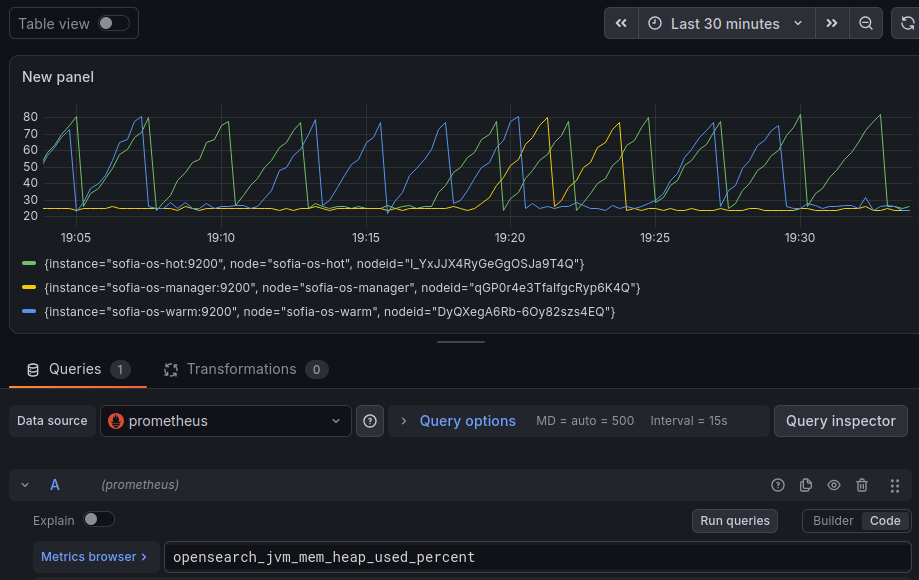 Table view
Last 30 minutes
New panel
80
70
60
50
40
30
20
19:05 19:10 19:15 19:20 19:25 19:30
{instance="sofia-os-hot:9200", node="sofia-os-hot", nodeid="l_YxJJX4RyGeGgOSJa9T4Q"}
{instance="sofia-os-manager:9200", node="sofia-os-manager", nodeid="qGP0r4e3TfalfgcRyp6K4Q"}
{instance="sofia-os-warm:9200", node="sofia-os-warm", nodeid="DyQXegA6Rb-6Oy82szs4EQ"}
Queries 1 Transformations 0
Data source prometheus Query options MD = auto = 500 Interval = 15s Query inspector
A (prometheus)
Explain Run queries Builder Code
Metrics browser opensearch_jvm_mem_heap_used_percent